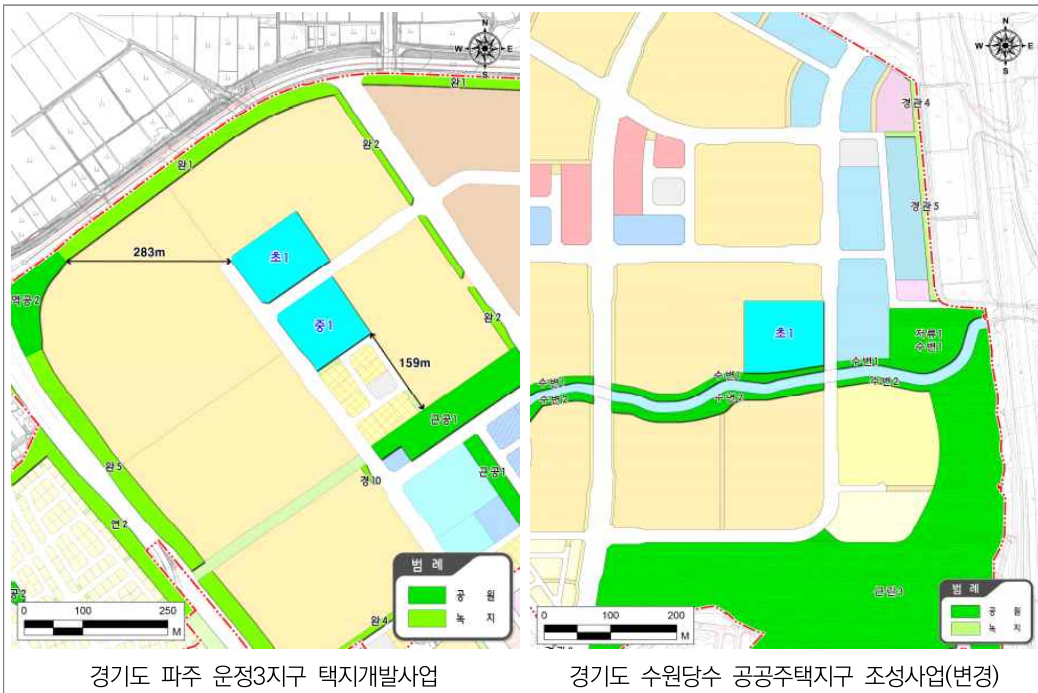 N
W E
S
완1
완1
완2
283m
초1
중1
역공2
완2
159m
근공1
근공1
경10
완5
연2
공2
완4
범 례
공 원
녹 지
0 100 250
M
경기도 파주 운정3지구 택지개발사업
N
W E
S
경관4
경관5
초1
저류1
수변1
수변1
수변1
수변1
수변2
수변2
수변2
근린3
범 례
공 원
녹 지
0 100 200
M
경기도 수원당수 공공주택지구 조성사업(변경)